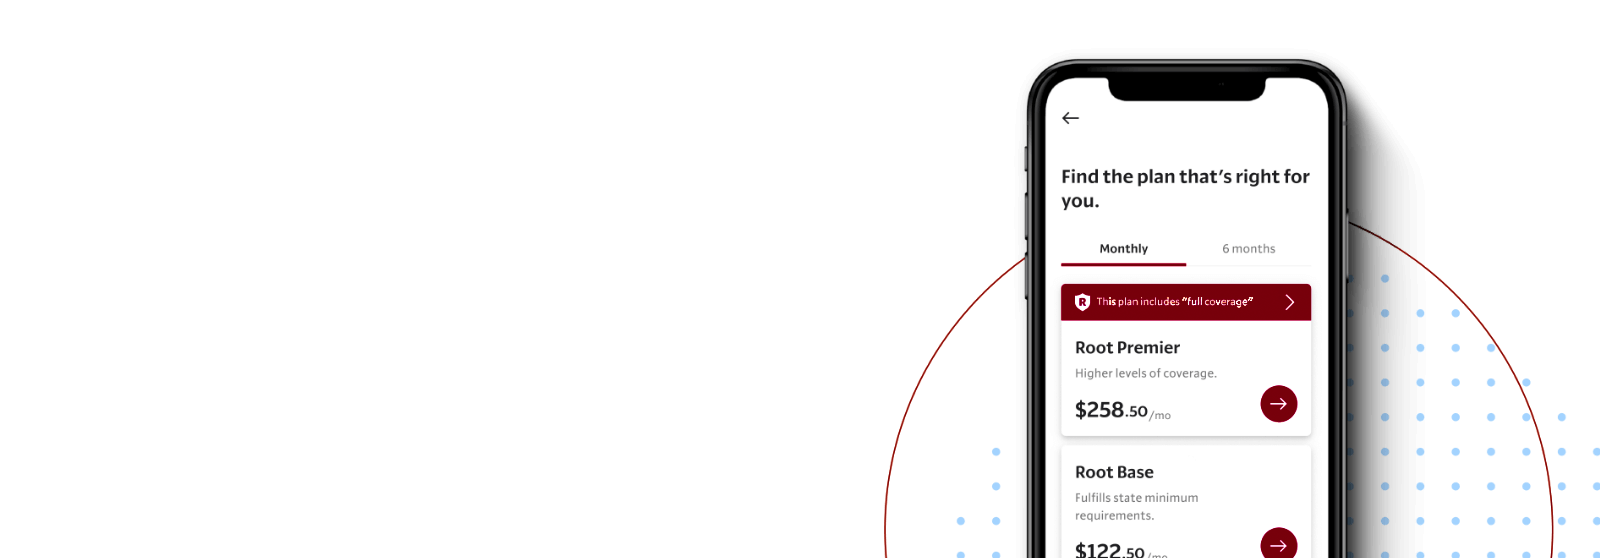 Find the plan that's right for
you.
Monthly
6 months
R
This plan includes "full coverage"
Root Premier
Higher levels of coverage.
$258.50/mo
Root Base
Fulfills state minimum
requirements.
$122.50/mo